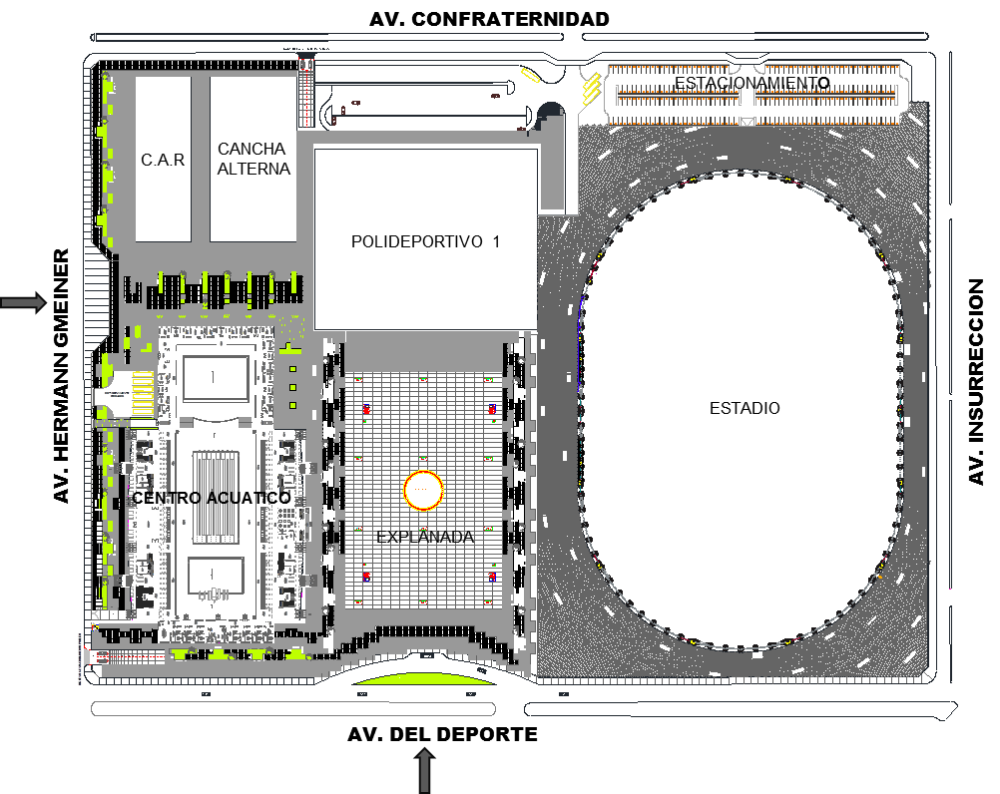 AV. CONFRATERNIDAD
ESTACIONAMIENTO
C.A.R
CANCHA
ALTERNA
POLIDEPORTIVO 1
AV. HERMANN GMEINER
AV. INSURRECCION
ESTADIO
CENTRO ACUATICO
EXPLANADA
AV. DEL DEPORTE